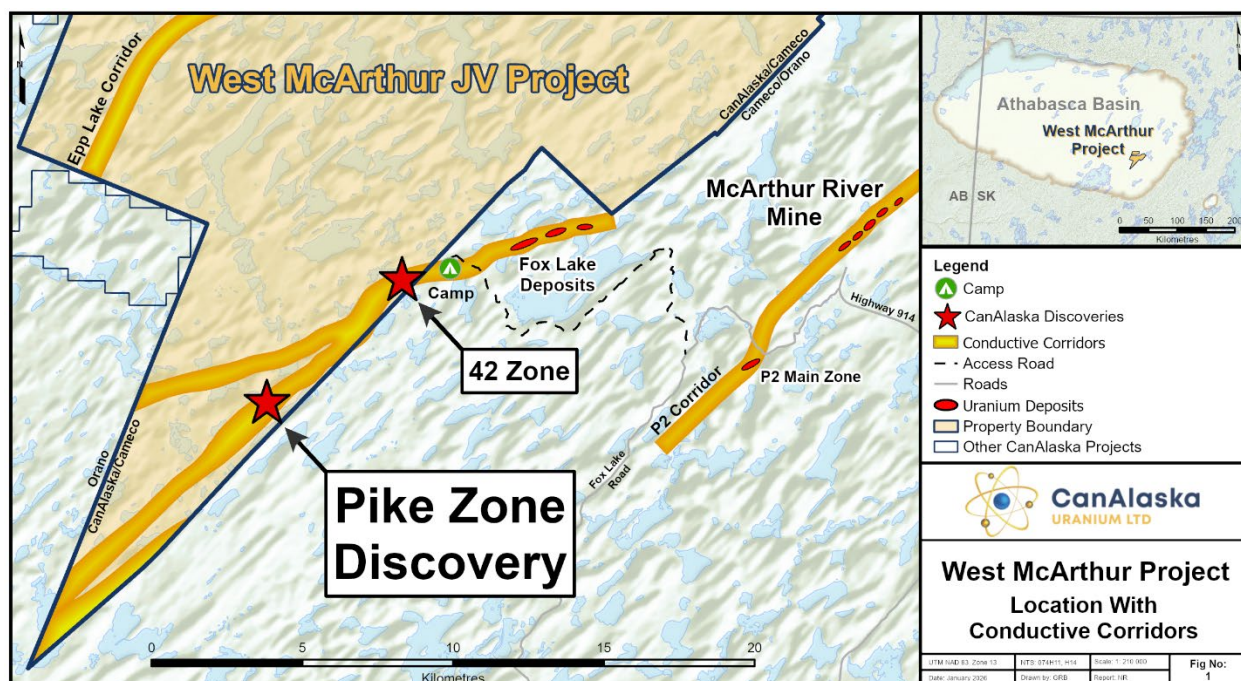 N
West McArthur JV Project
Epp Lake Corridor
CanAlaska/Cameco
Cameco/Orano
McArthur River
Mine
Fox Lake
Deposits
Camp
Highway 914
42 Zone
P2 Main Zone
P2 Corridor
Fox Lake
Road
Orano
CanAlaska/Cameco
Pike Zone
Discovery
0 5 10 15 20
Kilometres
Athabasca Basin
West McArthur
Project
AB SK
0 50 100 150 200
Kilometres
Legend
Camp
CanAlaska Discoveries
Conductive Corridors
Access Road
Roads
Uranium Deposits
Property Boundary
Other CanAlaska Projects
CanAlaska
URANIUM LTD
West McArthur Project
Location With
Conductive Corridors
UTM NAD 83 Zone 13
NTS: 074H11, H14
Scale: 1: 210 000
Fig No:
1
Date: January 2026
Drawn by: GRB
Report: NR